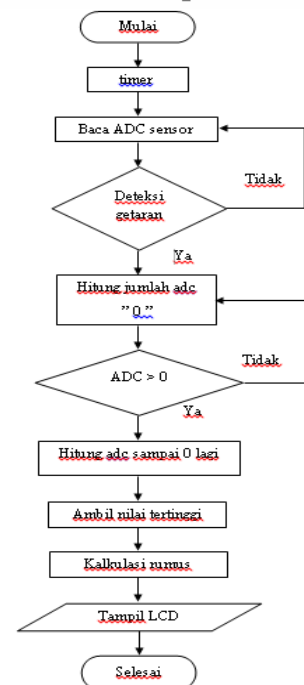 Mulai
timer
Baca ADC sensor
Deteksi
getaran
Tidak
Ya
Hitung jumlah adc
" 0 "
ADC > 0
Tidak
Ya
Hitung adc sampai 0 lagi
Ambil nilai tertinggi
Kalkulasi rumus
Tampil LCD
Selesai